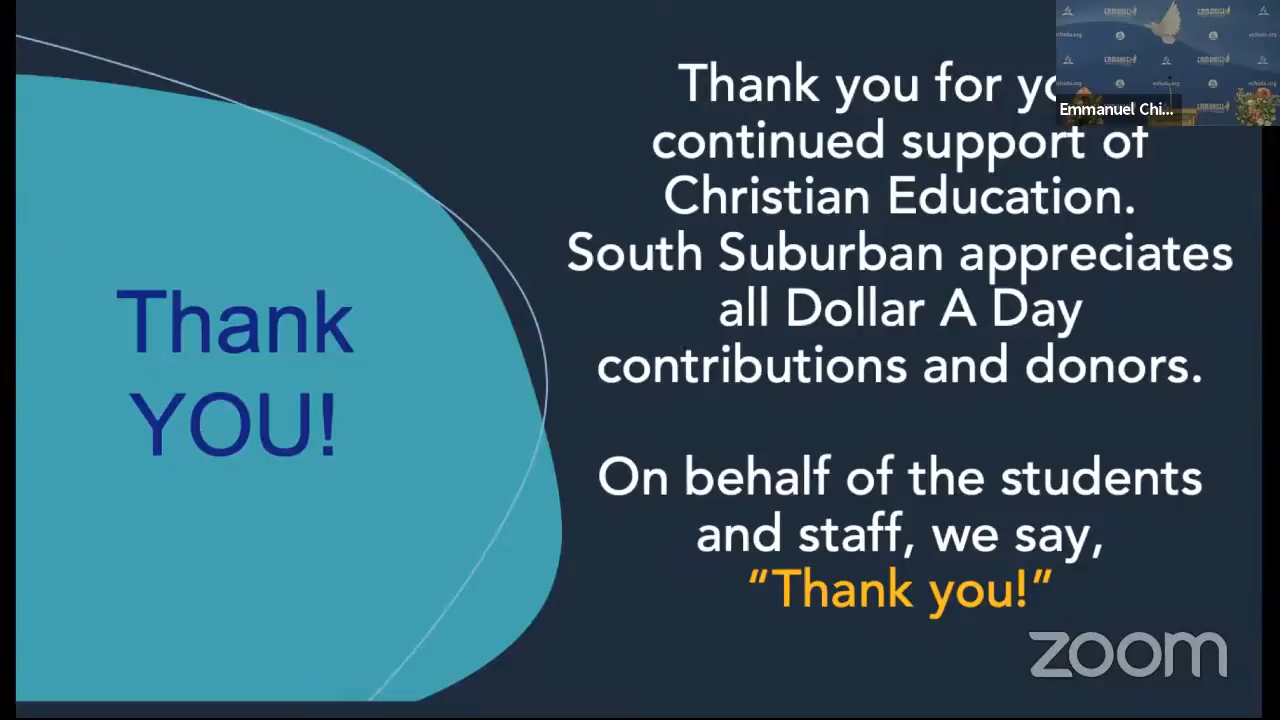 Thank
YOU!
Thank you for yo
continued support of
Christian Education.
South Suburban appreciates
all Dollar A Day
contributions and donors.
On behalf of the students
and staff, we say,
“Thank you!”
Emmanuel Chi...
zoom